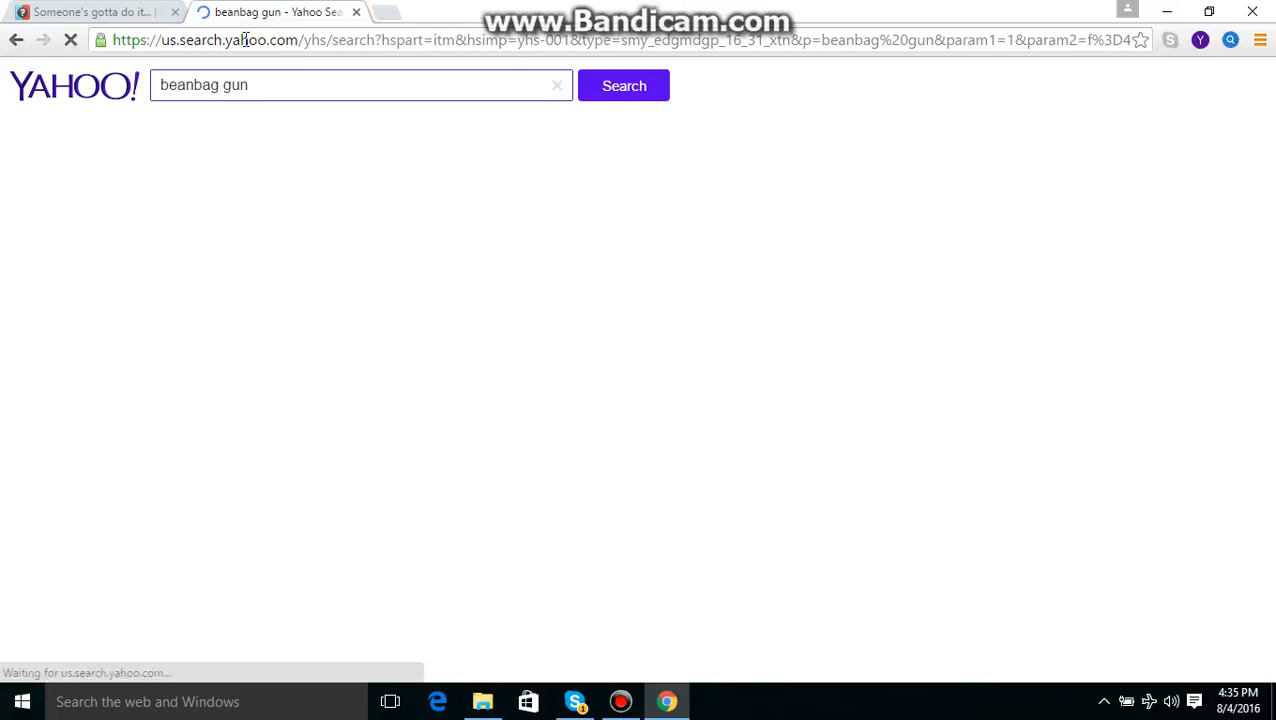 www.Bandicam.com
Someone's gotta do it... |
beanbag gun - Yahoo Sea
https://us.search.yahoo.com/yhs/search?hspart=itm&hsimp=yhs-001&type=smy_edgmdgp_16_31_xtn&p=beanbag%20gun&param1=1&param2=f%3D4
YAHOO!
beanbag gun
Search
Waiting for us.search.yahoo.com...
Search the web and Windows
4:35 PM
8/4/2016